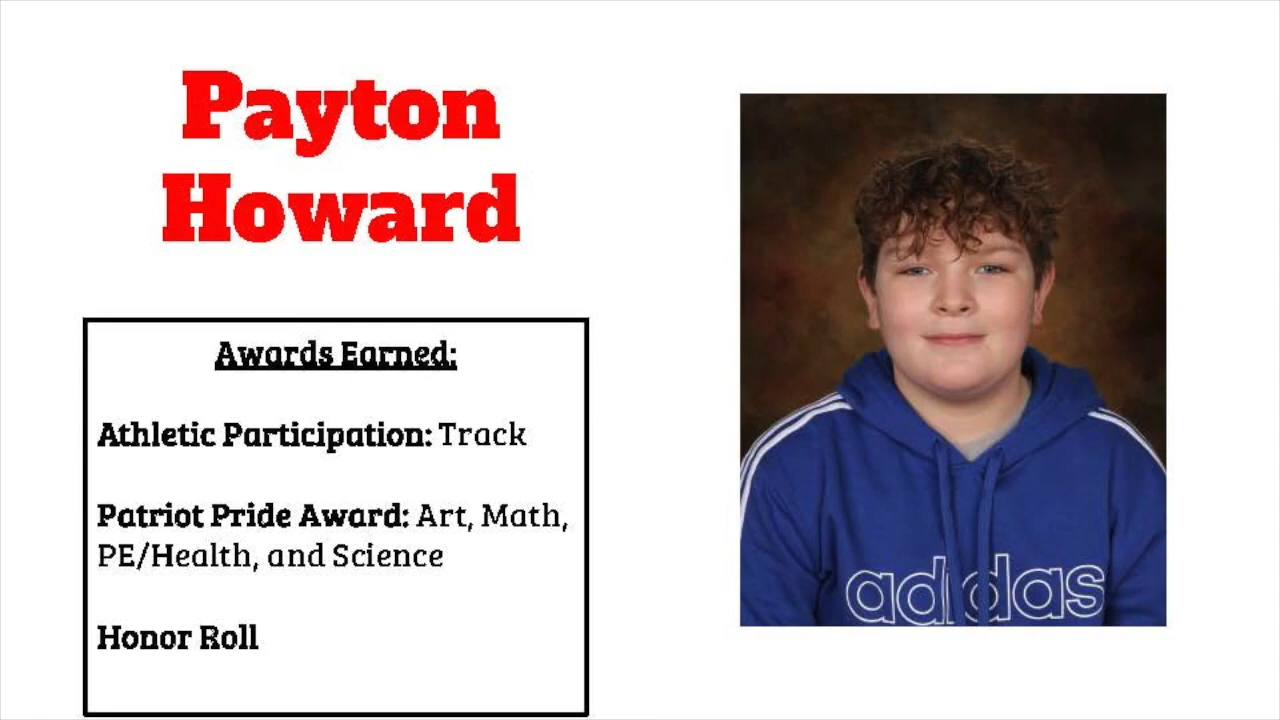 Payton
Howard
Awards Earned:
Athletic Participation: Track
Patriot Pride Award: Art, Math,
PE/Health, and Science
Honor Roll
adidas